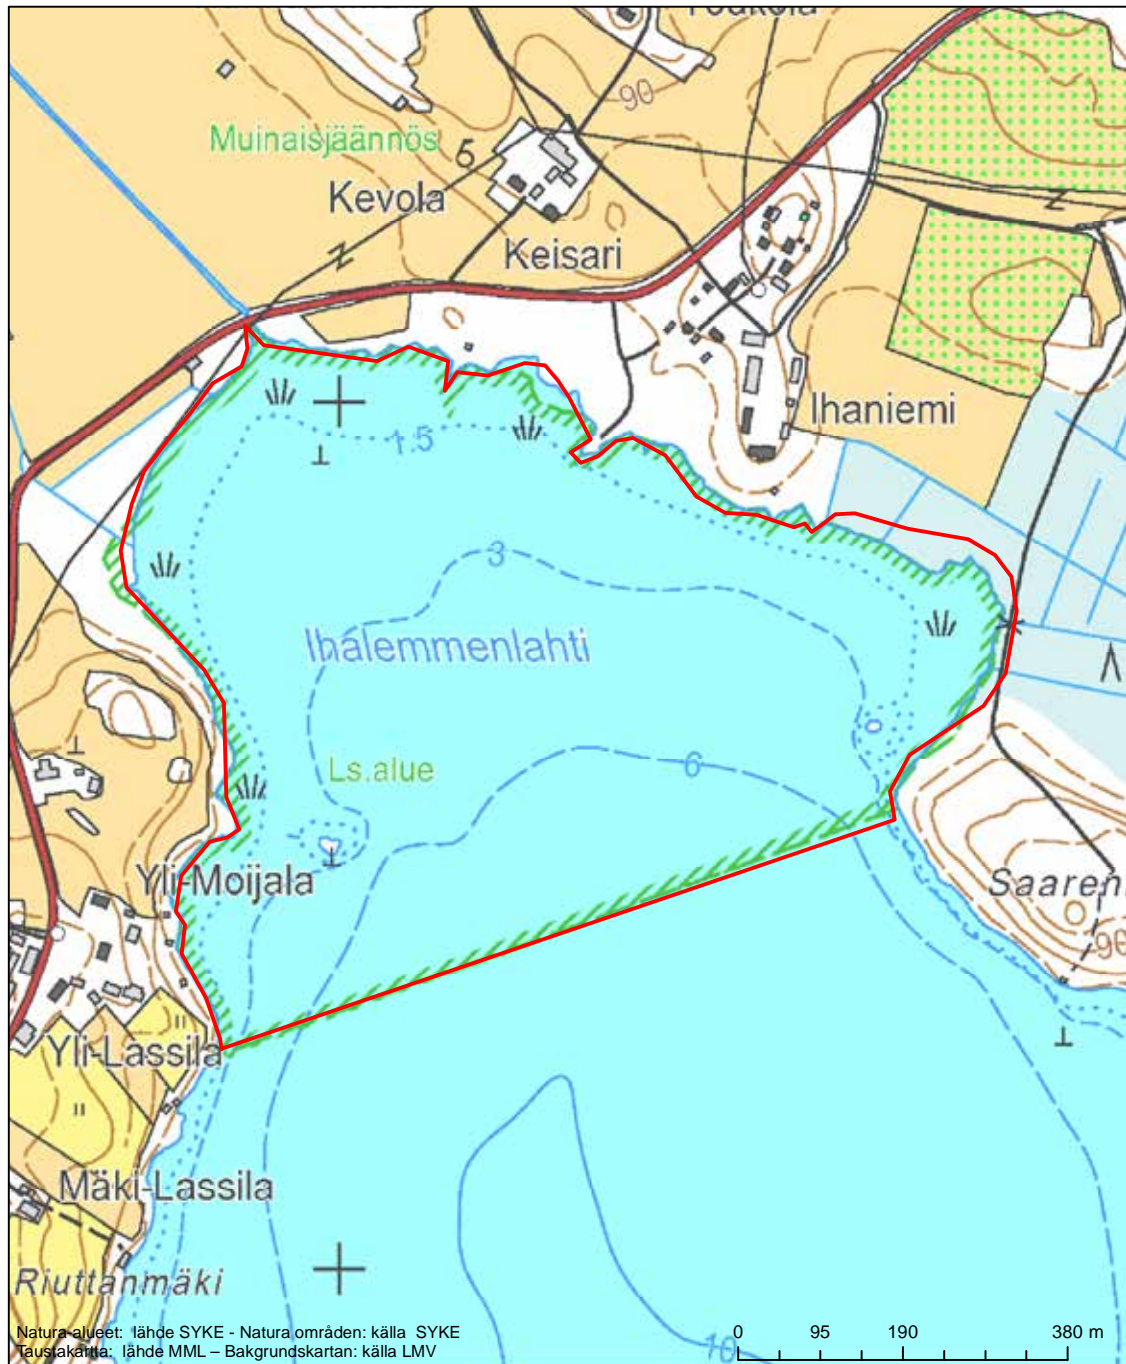 90
Muinaisjäännös
Kevola
Keisari
Ihaniemi
1.5
3
Ihalemmenlahti
6
Ls.alue
Yli-Moijala
90
Yli-Lassila
Mäki-Lassila
Riuttanmäki
10
Natura-alueet: lähde SYKE - Natura områden: källa SYKE
Taustakartta: lähde MML – Bakgrundskartan: källa LMV
0 95 190 380 m